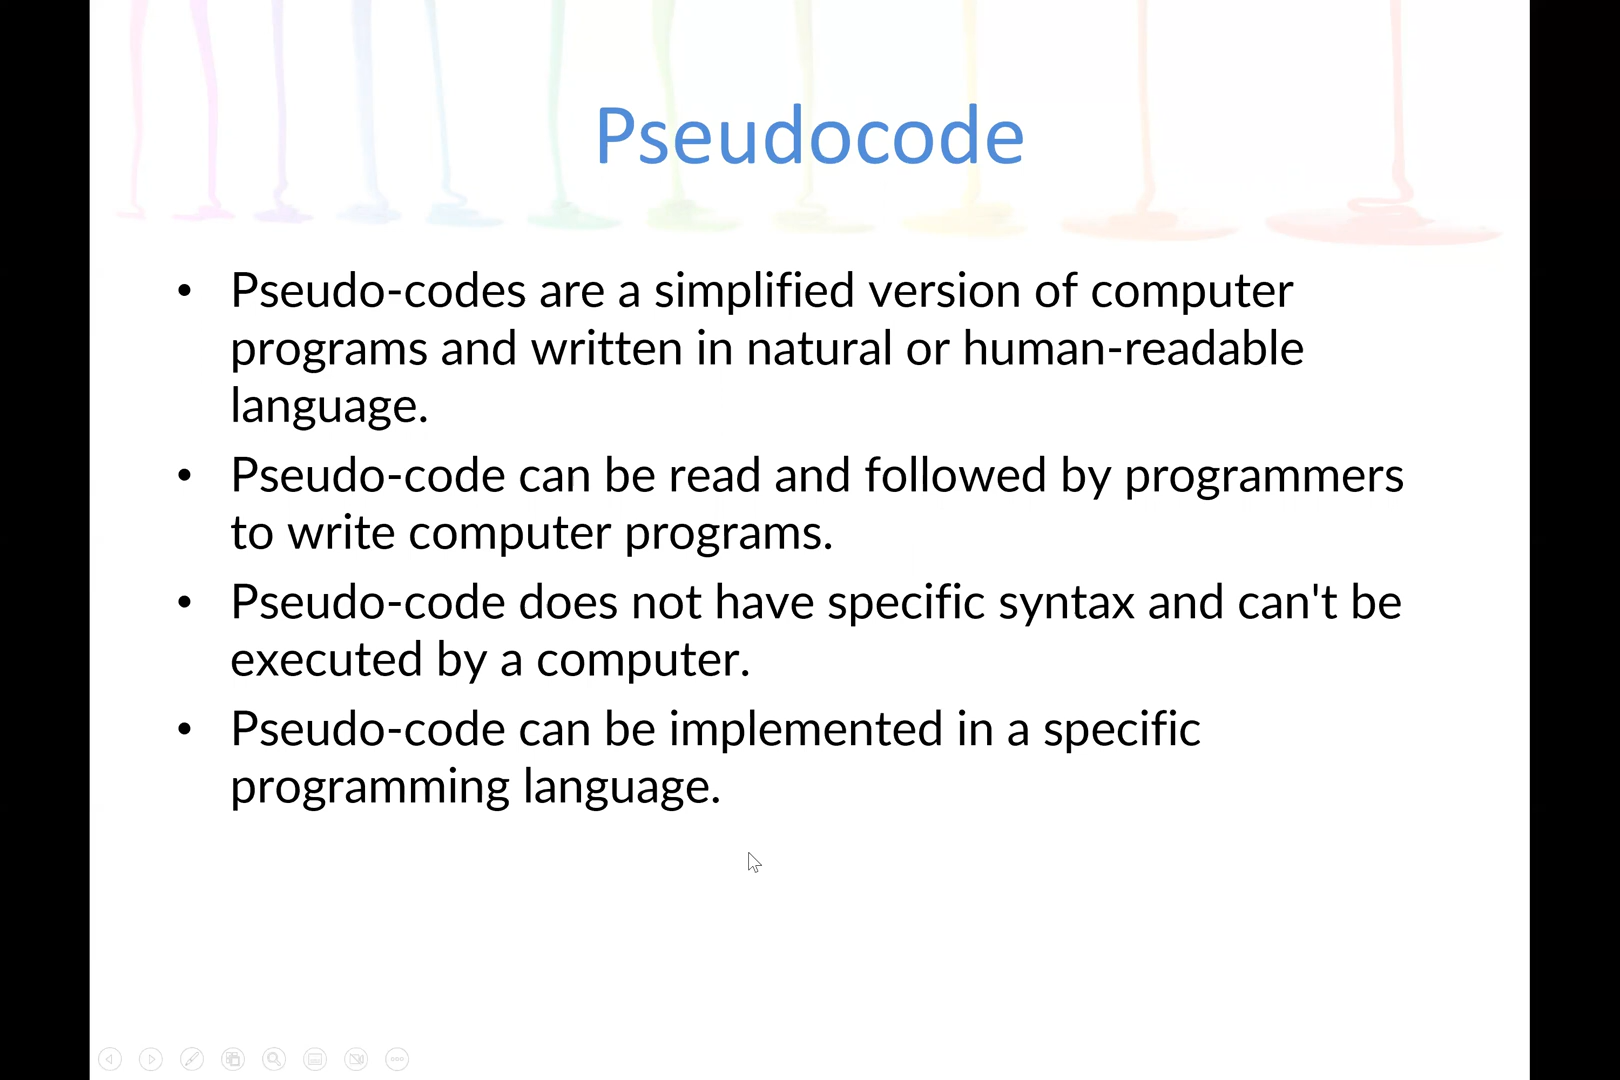 Pseudocode
• Pseudo-codes are a simplified version of computer
programs and written in natural or human-readable
language.
• Pseudo-code can be read and followed by programmers
to write computer programs.
• Pseudo-code does not have specific syntax and can't be
executed by a computer.
• Pseudo-code can be implemented in a specific
programming language.